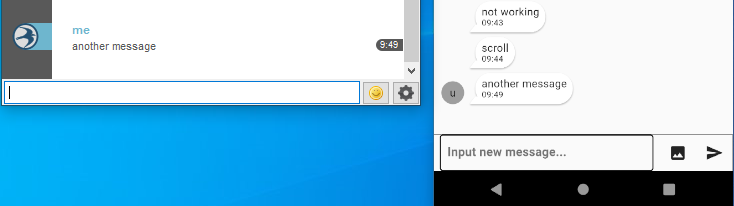 me
another message
9:49
not working
09:43
scroll
09:44
another message
09:49
u
Input new message...